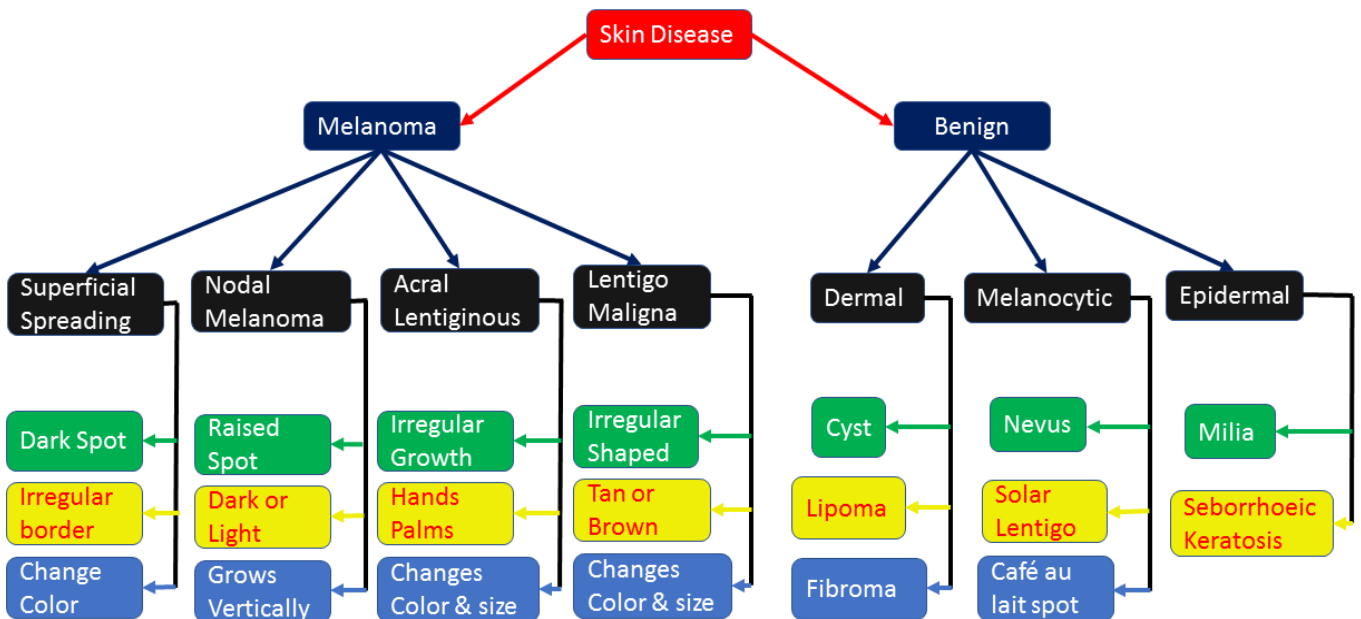 Skin Disease
Melanoma
Benign
Superficial
Spreading
Nodal
Melanoma
Acral
Lentiginous
Lentigo
Maligna
Dermal
Melanocytic
Epidermal
Dark Spot
Raised
Spot
Irregular
Growth
Irregular
Shaped
Cyst
Nevus
Milia
Irregular
border
Dark or
Light
Hands
Palms
Tan or
Brown
Lipoma
Solar
Lentigo
Seborrhoeic
Keratosis
Change
Color
Grows
Vertically
Changes
Color & size
Changes
Color & size
Fibroma
Café au
lait spot